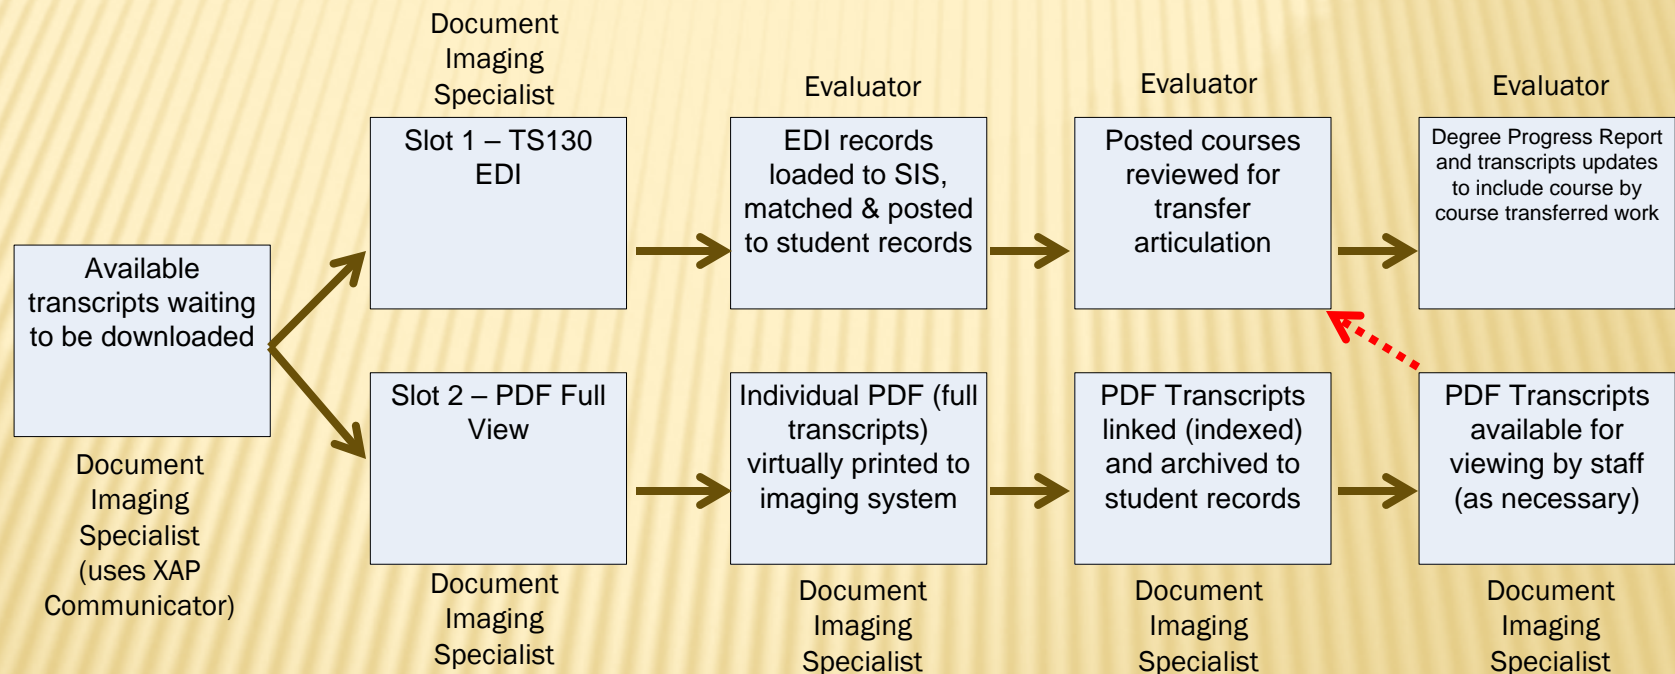 Document
Imaging
Specialist
Slot 1 – TS130
EDI
Evaluator
EDI records
loaded to SIS,
matched & posted
to student records
Evaluator
Posted courses
reviewed for
transfer
articulation
Evaluator
Degree Progress Report
and transcripts updates
to include course by
course transferred work
Available
transcripts waiting
to be downloaded
Document
Imaging
Specialist
(uses XAP
Communicator)
Slot 2 – PDF Full
View
Document
Imaging
Specialist
Individual PDF (full
transcripts)
virtually printed to
imaging system
Document
Imaging
Specialist
PDF Transcripts
linked (indexed)
and archived to
student records
Document
Imaging
Specialist
PDF Transcripts
available for
viewing by staff
(as necessary)
Document
Imaging
Specialist